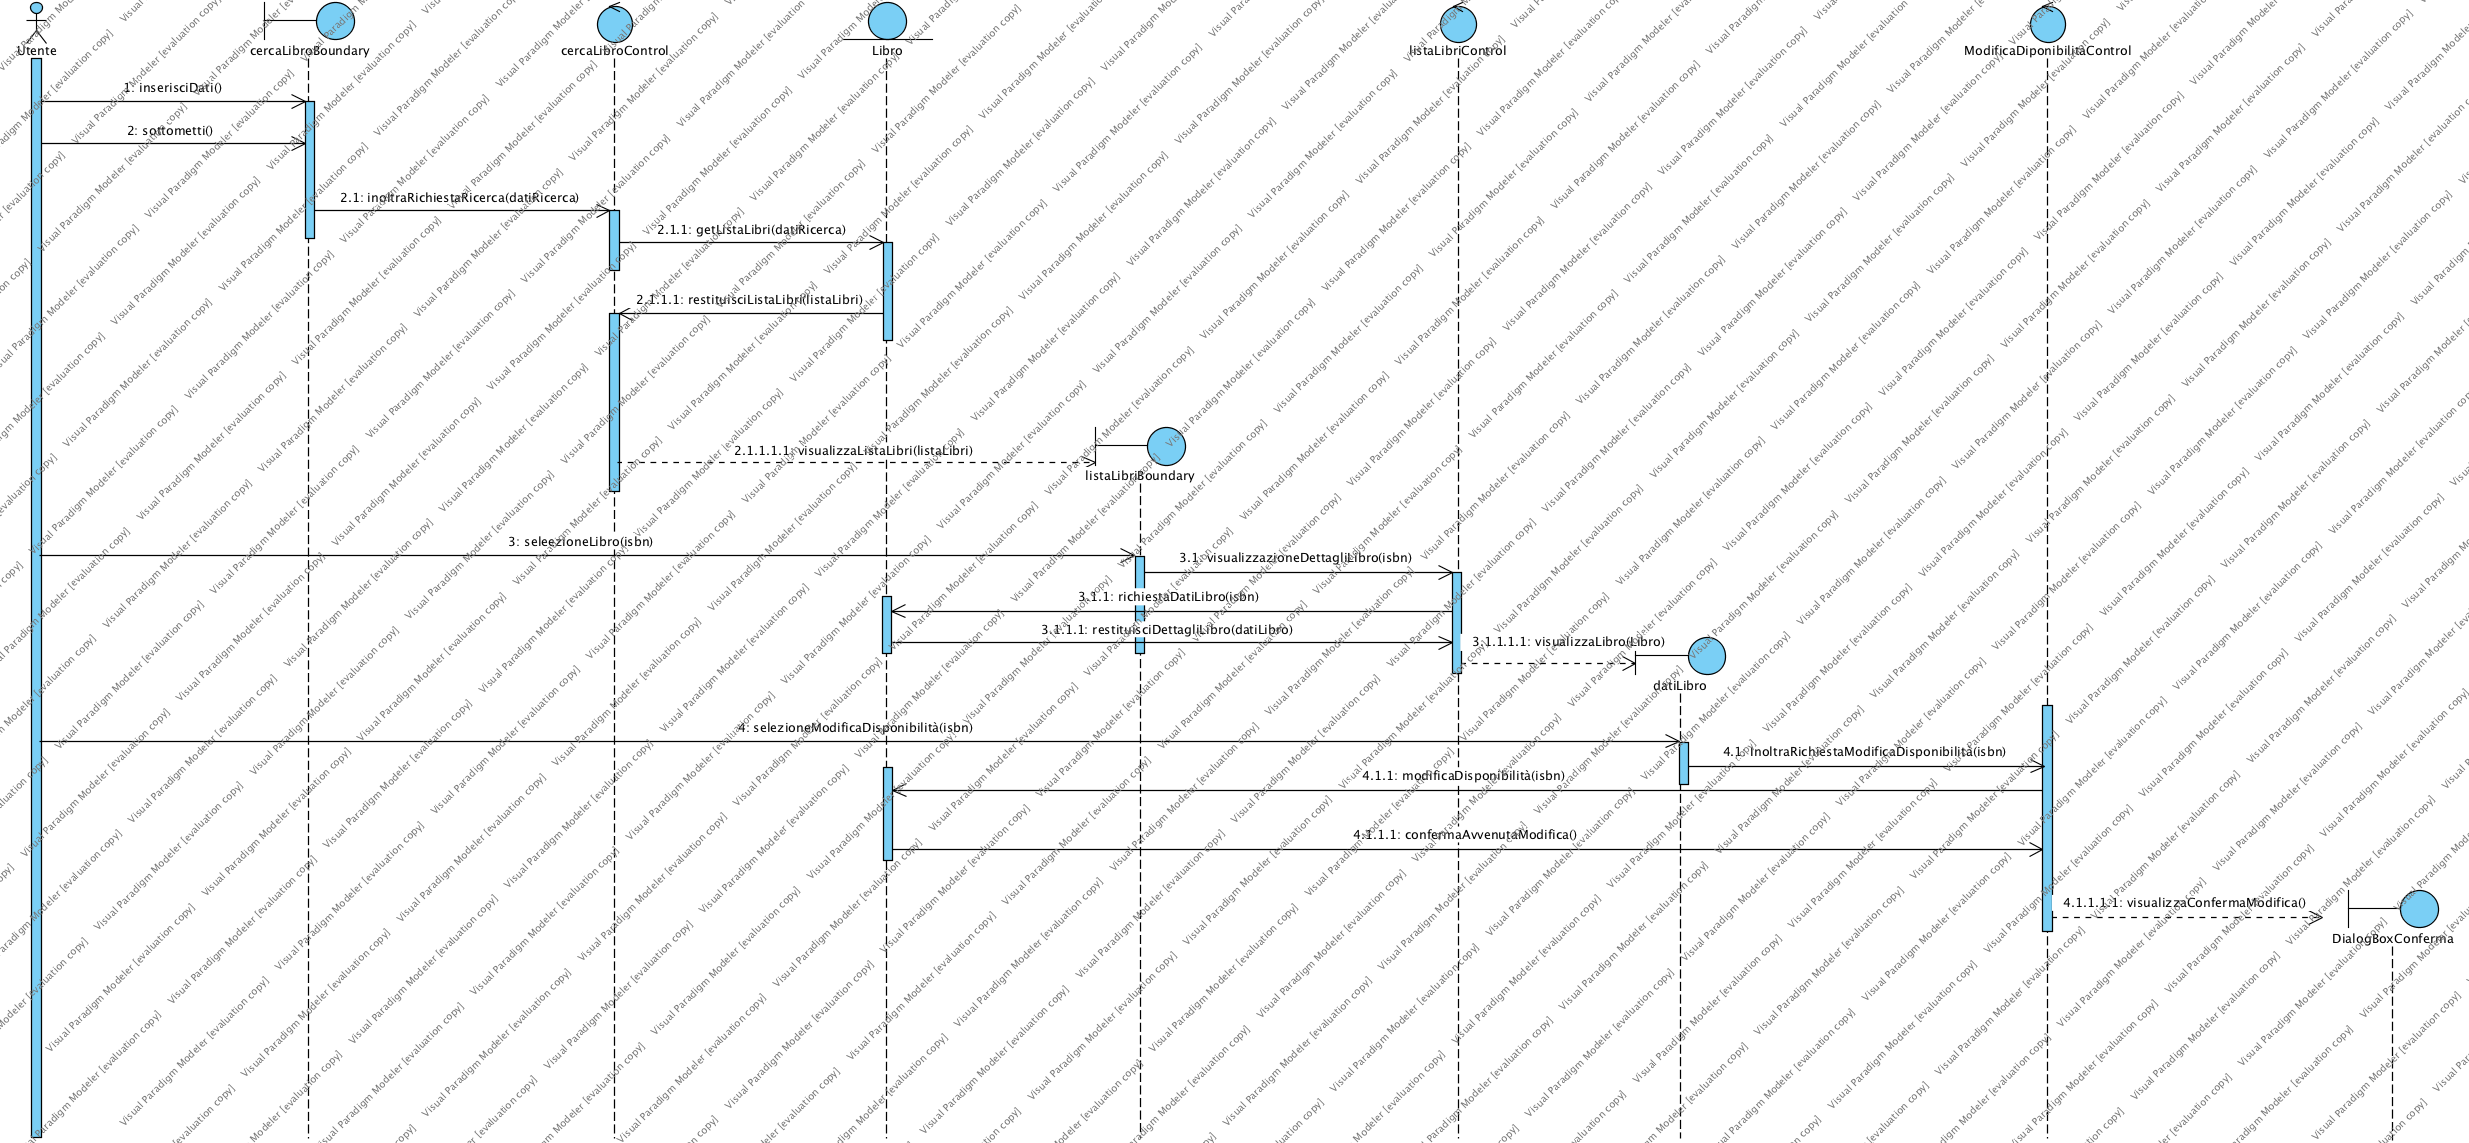 Utente
cercaLibroBoundary
cercaLibroControl
Libro
listaLibriControl
ModificaDiponibilitàControl
1: inserisciDati()
2: sottometti()
2.1: inoltraRichiestaRicerca(datiRicerca)
2.1.1: getListaLibri(datiRicerca)
2.1.1.1: restituisciListaLibri(listaLibri)
2.1.1.1.1: visualizzaListaLibri(listaLibri)
listaLibriBoundary
3: selezioneLibro(isbn)
3.1: visualizzazioneDettagliLibro(isbn)
3.1.1: richiestaDatiLibro(isbn)
3.1.1.1: restituisciDettagliLibro(datiLibro)
3.1.1.1.1: visualizzaLibro(Libro)
datiLibro
4: selezioneModificaDisponibilità(isbn)
4.1: InoltraRichiestaModificaDisponibilità(isbn)
4.1.1: modificaDisponibilità(isbn)
4.1.1.1: confermaAvvenutaModifica()
4.1.1.1.1: visualizzaConfermaModifica()
DialogBoxConferma
Visual Paradigm Modeler [evaluation copy]